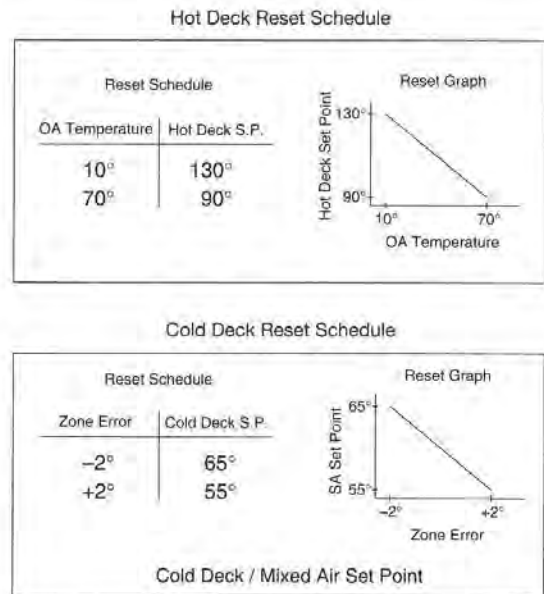 Hot Deck Reset Schedule
Reset Schedule
OA Temperature Hot Deck S.P.
10° 130°
70° 90°
Reset Graph
Hot Deck Set Point
130°
90°
10° 70°
OA Temperature
Cold Deck Reset Schedule
Reset Schedule
Zone Error Cold Deck S.P.
−2° 65°
+2° 55°
Reset Graph
SA Set Point
65°
55°
−2° +2°
Zone Error
Cold Deck / Mixed Air Set Point